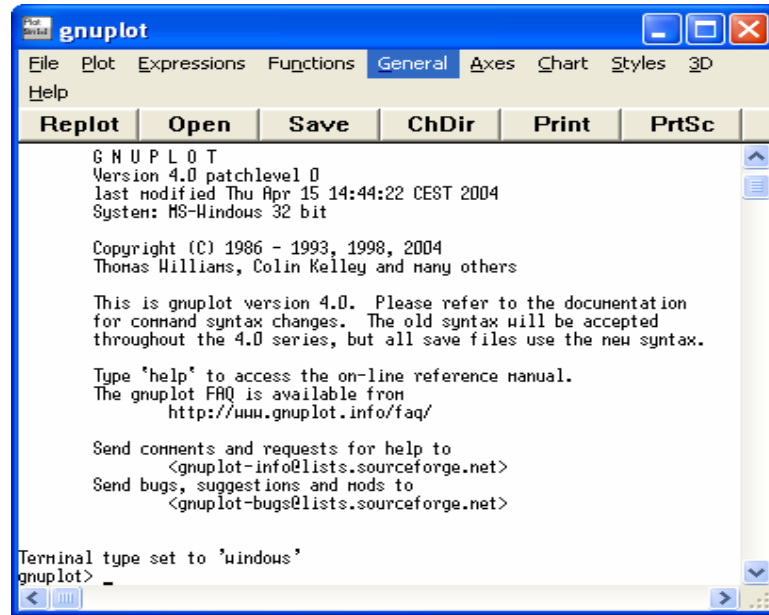 gnuplot
File Plot Expressions Functions General Axes Chart Styles 3D
Help
Replot Open Save ChDir Print PrtSc
G N U P L O T
Version 4.0 patchlevel 0
last modified Thu Apr 15 14:44:22 CEST 2004
System: MS-Windows 32 bit
Copyright (C) 1986 - 1993, 1998, 2004
Thomas Williams, Colin Kelley and many others
This is gnuplot version 4.0. Please refer to the documentation
for command syntax changes. The old syntax will be accepted
throughout the 4.0 series, but all save files use the new syntax.
Type `help` to access the on-line reference manual.
The gnuplot FAQ is available from
http://www.gnuplot.info/faq/
Send comments and requests for help to
<gnuplot-info@lists.sourceforge.net>
Send bugs, suggestions and mods to
<gnuplot-bugs@lists.sourceforge.net>
Terminal type set to 'windows'
gnuplot> _